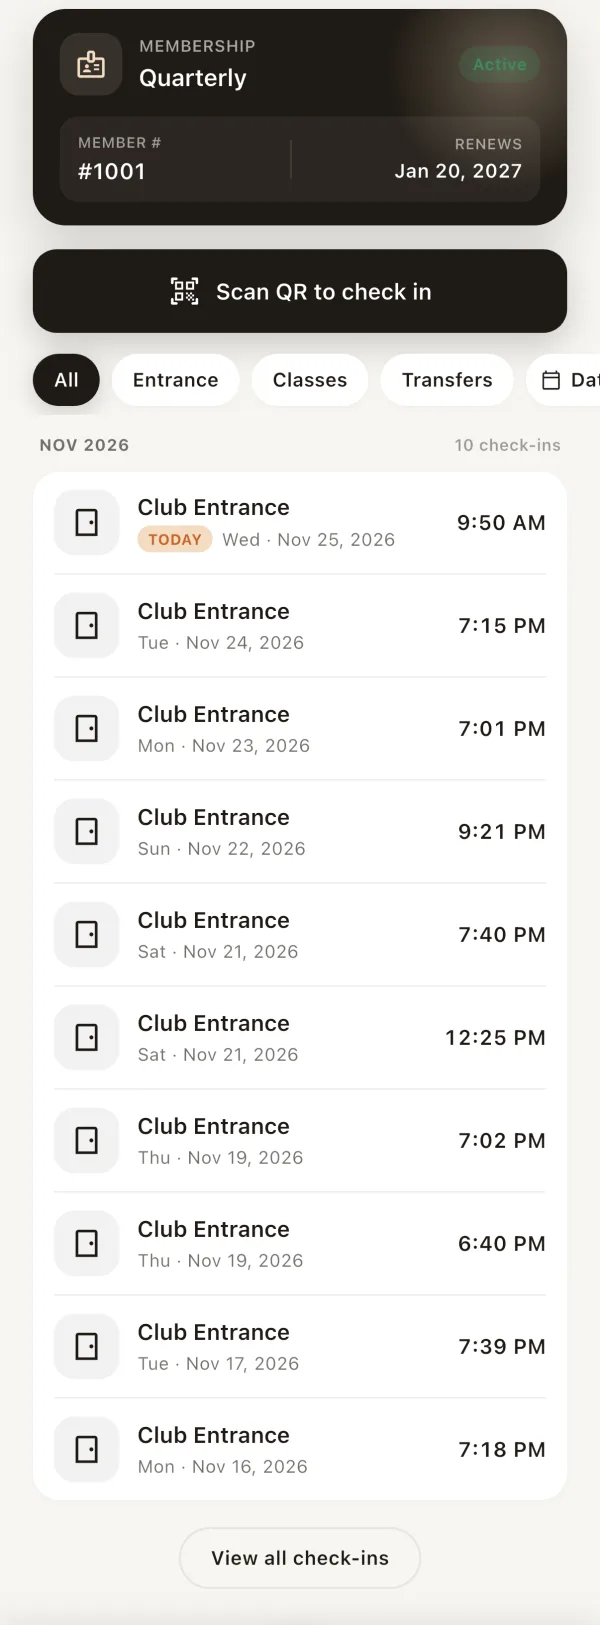 MEMBERSHIP
Quarterly
Active
MEMBER #
RENEWS
#1001
Jan 20, 2027
Scan QR to check in
All
Entrance
Classes
Transfers
Dat
NOV 2026
10 check-ins
Club Entrance
TODAY Wed · Nov 25, 2026
9:50 AM
Club Entrance
Tue · Nov 24, 2026
7:15 PM
Club Entrance
Mon · Nov 23, 2026
7:01 PM
Club Entrance
Sun · Nov 22, 2026
9:21 PM
Club Entrance
Sat · Nov 21, 2026
7:40 PM
Club Entrance
Sat · Nov 21, 2026
12:25 PM
Club Entrance
Thu · Nov 19, 2026
7:02 PM
Club Entrance
Thu · Nov 19, 2026
6:40 PM
Club Entrance
Tue · Nov 17, 2026
7:39 PM
Club Entrance
Mon · Nov 16, 2026
7:18 PM
View all check-ins